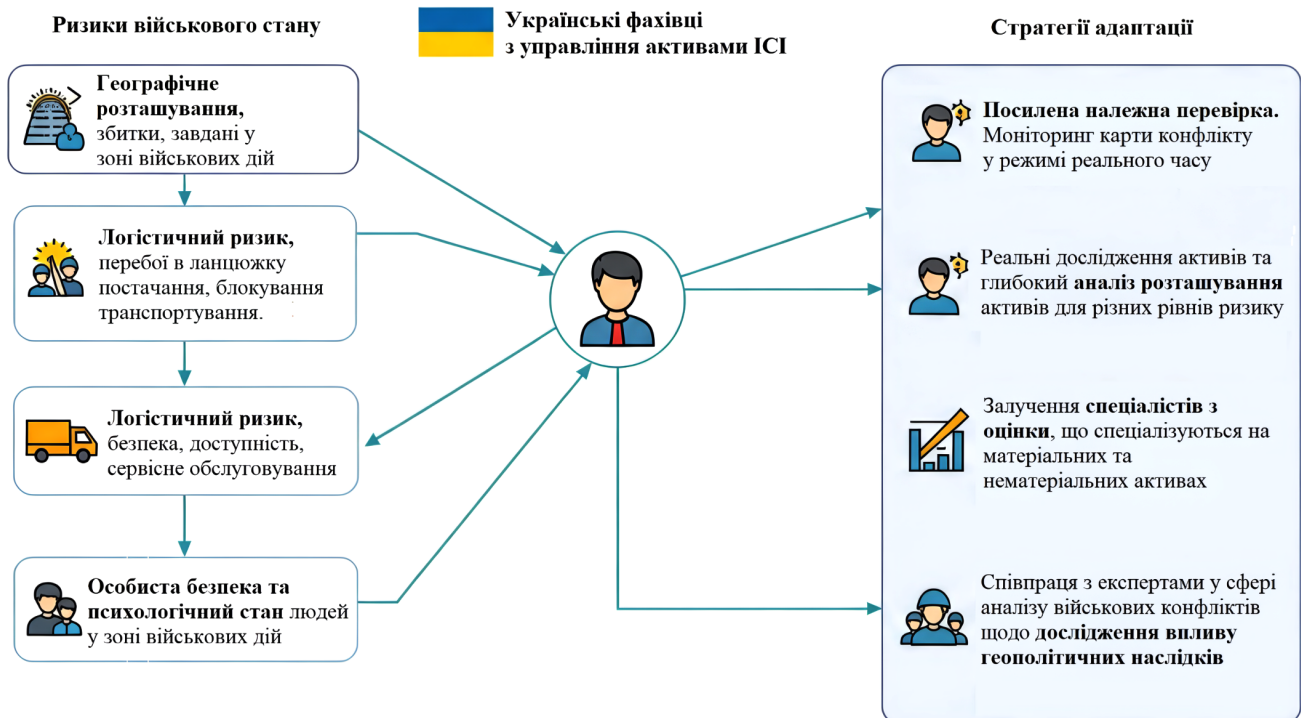 Ризики військового стану
Українські фахівці
з управління активами ІСІ
Стратегії адаптації
Географічне
розташування,
збитки, завдані у
зоні військових дій
Логістичний ризик,
перебої в ланцюжку
постачання, блокування
транспортування.
Логістичний ризик,
безпека, доступність,
сервісне обслуговування
Особиста безпека та
психологічний стан людей
у зоні військових дій
Посилена належна перевірка.
Моніторинг карти конфлікту
у режимі реального часу
Реальні дослідження активів та
глибокий аналіз розташування
активів для різних рівнів ризику
Залучення спеціалістів з
оцінки, що спеціалізуються на
матеріальних та
нематеріальних активах
Співпраця з експертами у сфері
аналізу військових конфліктів
щодо дослідження впливу
геополітичних наслідків